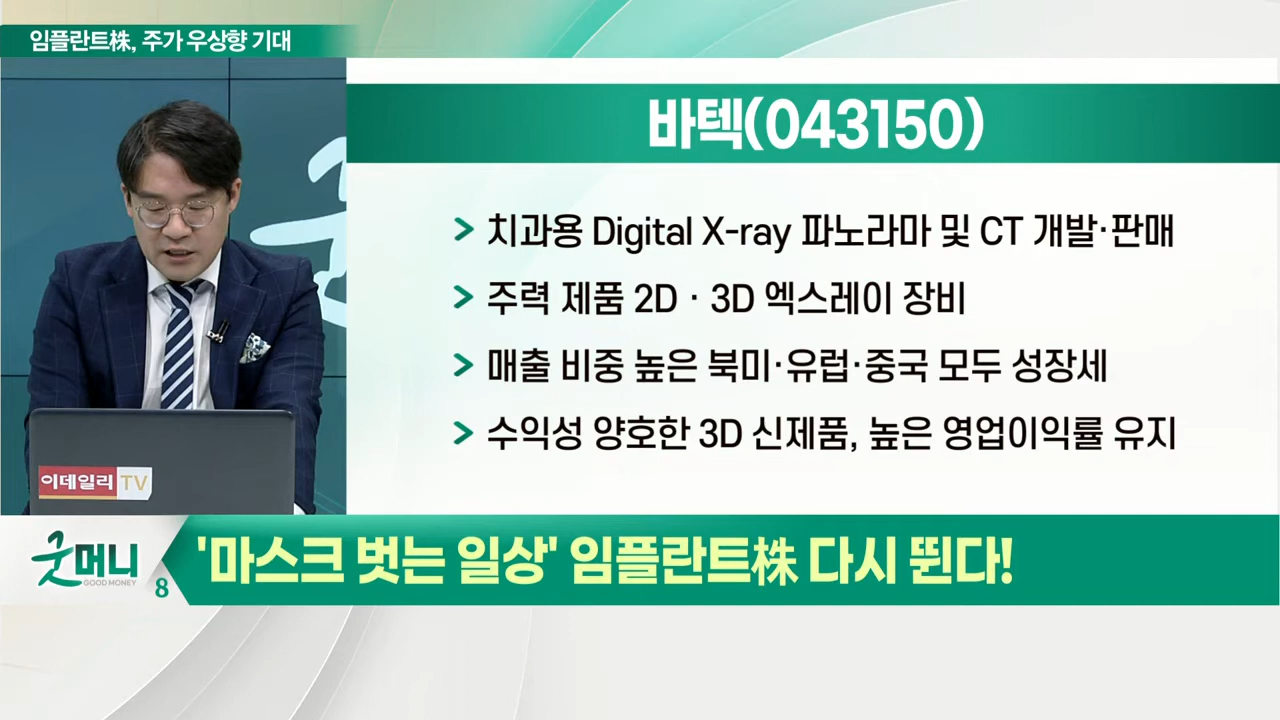 임플란트株, 주가 우상향 기대
바텍(043150)
> 치과용 Digital X-ray 파노라마 및 CT 개발·판매
> 주력 제품 2D · 3D 엑스레이 장비
> 매출 비중 높은 북미·유럽·중국 모두 성장세
> 수익성 양호한 3D 신제품, 높은 영업이익률 유지
이데일리TV
굿머니
GOOD MONEY
8
'마스크 벗는 일상' 임플란트株 다시 뛴다!